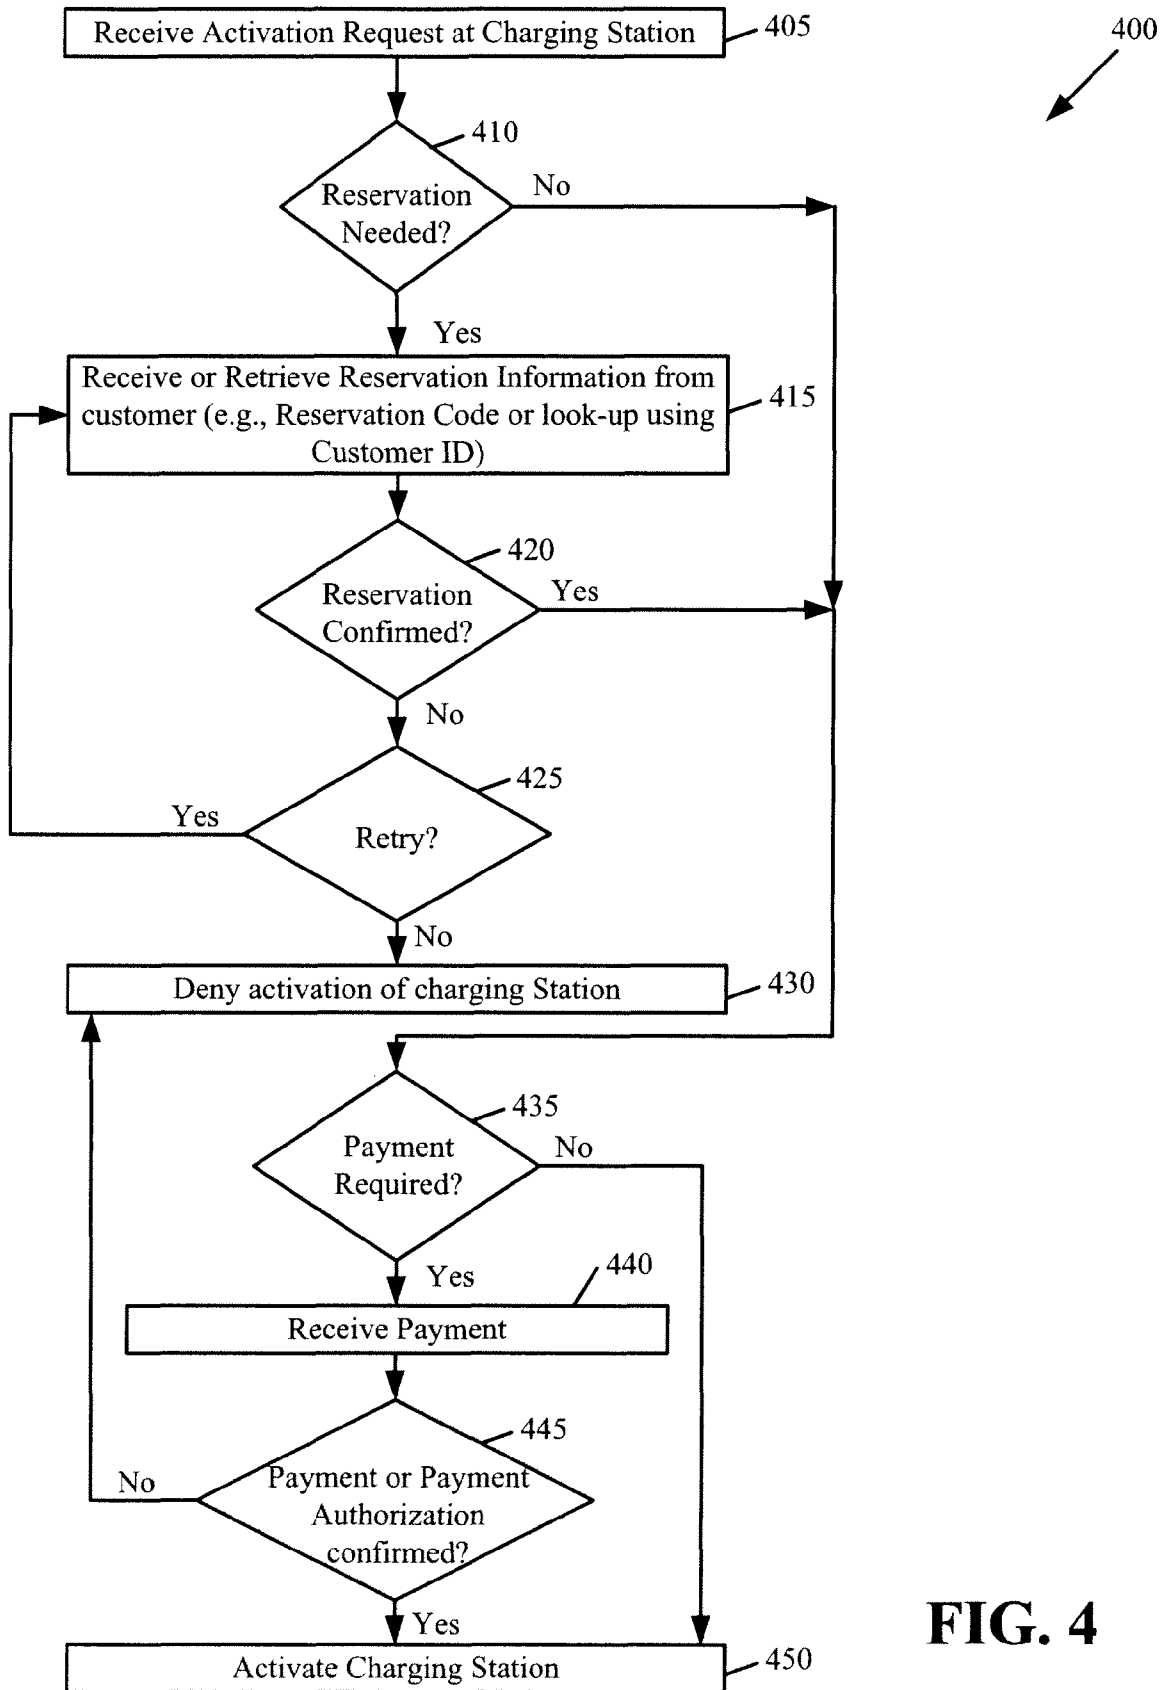 Receive Activation Request at Charging Station
405
400
410
Reservation
Needed?
No
Yes
Receive or Retrieve Reservation Information from
customer (e.g., Reservation Code or look-up using
Customer ID)
415
420
Reservation
Confirmed?
Yes
No
425
Retry?
Yes
No
Deny activation of charging Station
430
435
Payment
Required?
No
Yes
440
Receive Payment
445
Payment or Payment
Authorization
confirmed?
No
Yes
Activate Charging Station
450
FIG. 4